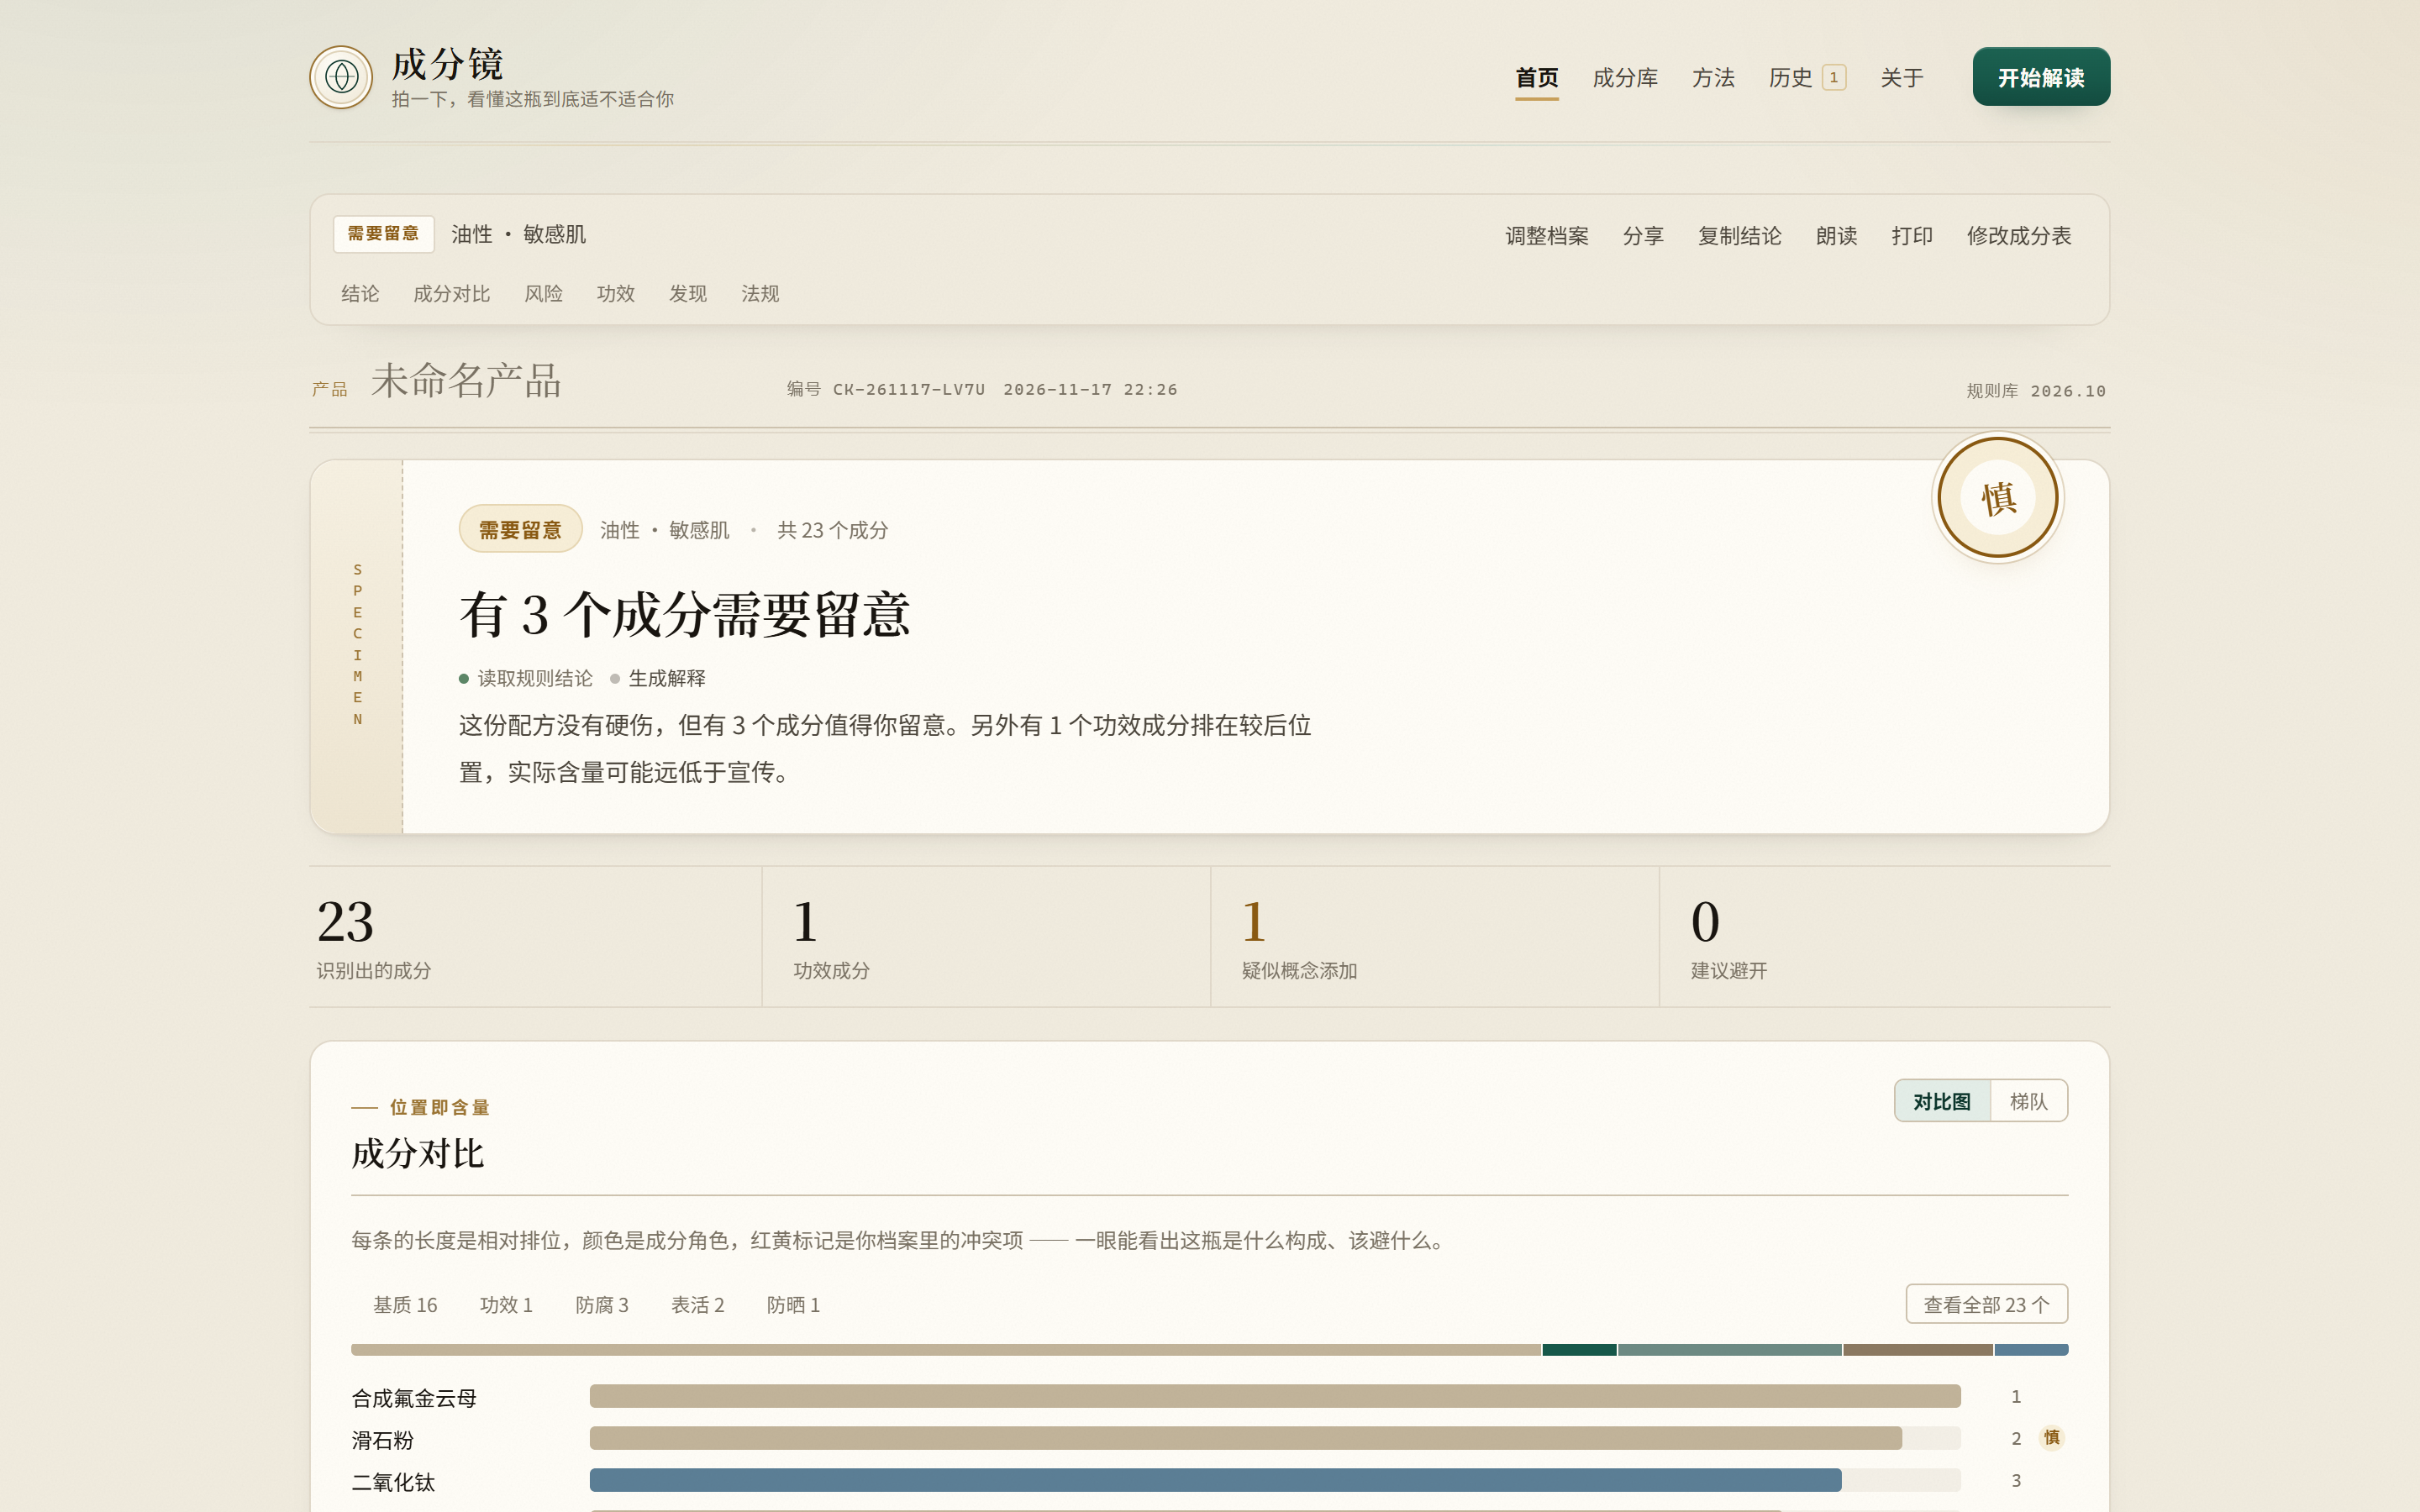 成分镜
拍一下，看懂这瓶到底适不适合你
首页 成分库 方法 历史 1 关于 开始解读
需要留意 油性 · 敏感肌
调整档案 分享 复制结论 朗读 打印 修改成分表
结论 成分对比 风险 功效 发现 法规
产品 未命名产品 编号 CK-261117-LV7U 2026-11-17 22:26 规则库 2026.10
慎
SPECIMEN
需要留意 油性 · 敏感肌 · 共 23 个成分
有 3 个成分需要留意
读取规则结论 生成解释
这份配方没有硬伤，但有 3 个成分值得你留意。另外有 1 个功效成分排在较后位
置，实际含量可能远低于宣传。
23
识别出的成分
1
功效成分
1
疑似概念添加
0
建议避开
位置即含量
成分对比
对比图 梯队
每条的长度是相对排位，颜色是成分角色，红黄标记是你档案里的冲突项 —— 一眼能看出这瓶是什么构成、该避什么。
基质 16 功效 1 防腐 3 表活 2 防晒 1 查看全部 23 个
合成氟金云母 1
滑石粉 2 慎
二氧化钛 3